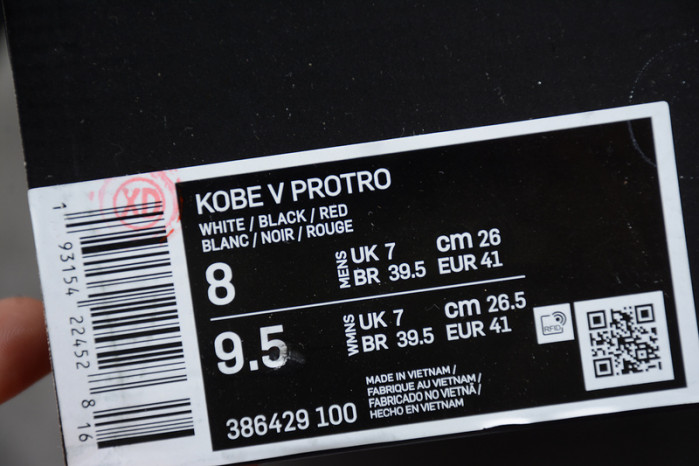 XD
1 93154 22452 8 16
KOBE V PROTRO
WHITE / BLACK / RED
BLANC / NOIR / ROUGE
8
MENS
UK 7 cm 26
BR 39.5 EUR 41
9.5
WMNS
UK 7 cm 26.5
BR 39.5 EUR 41
RFID
386429 100
MADE IN VIETNAM /
FABRIQUE AU VIETNAM /
FABRICADO NO VIETNÃ /
HECHO EN VIETNAM